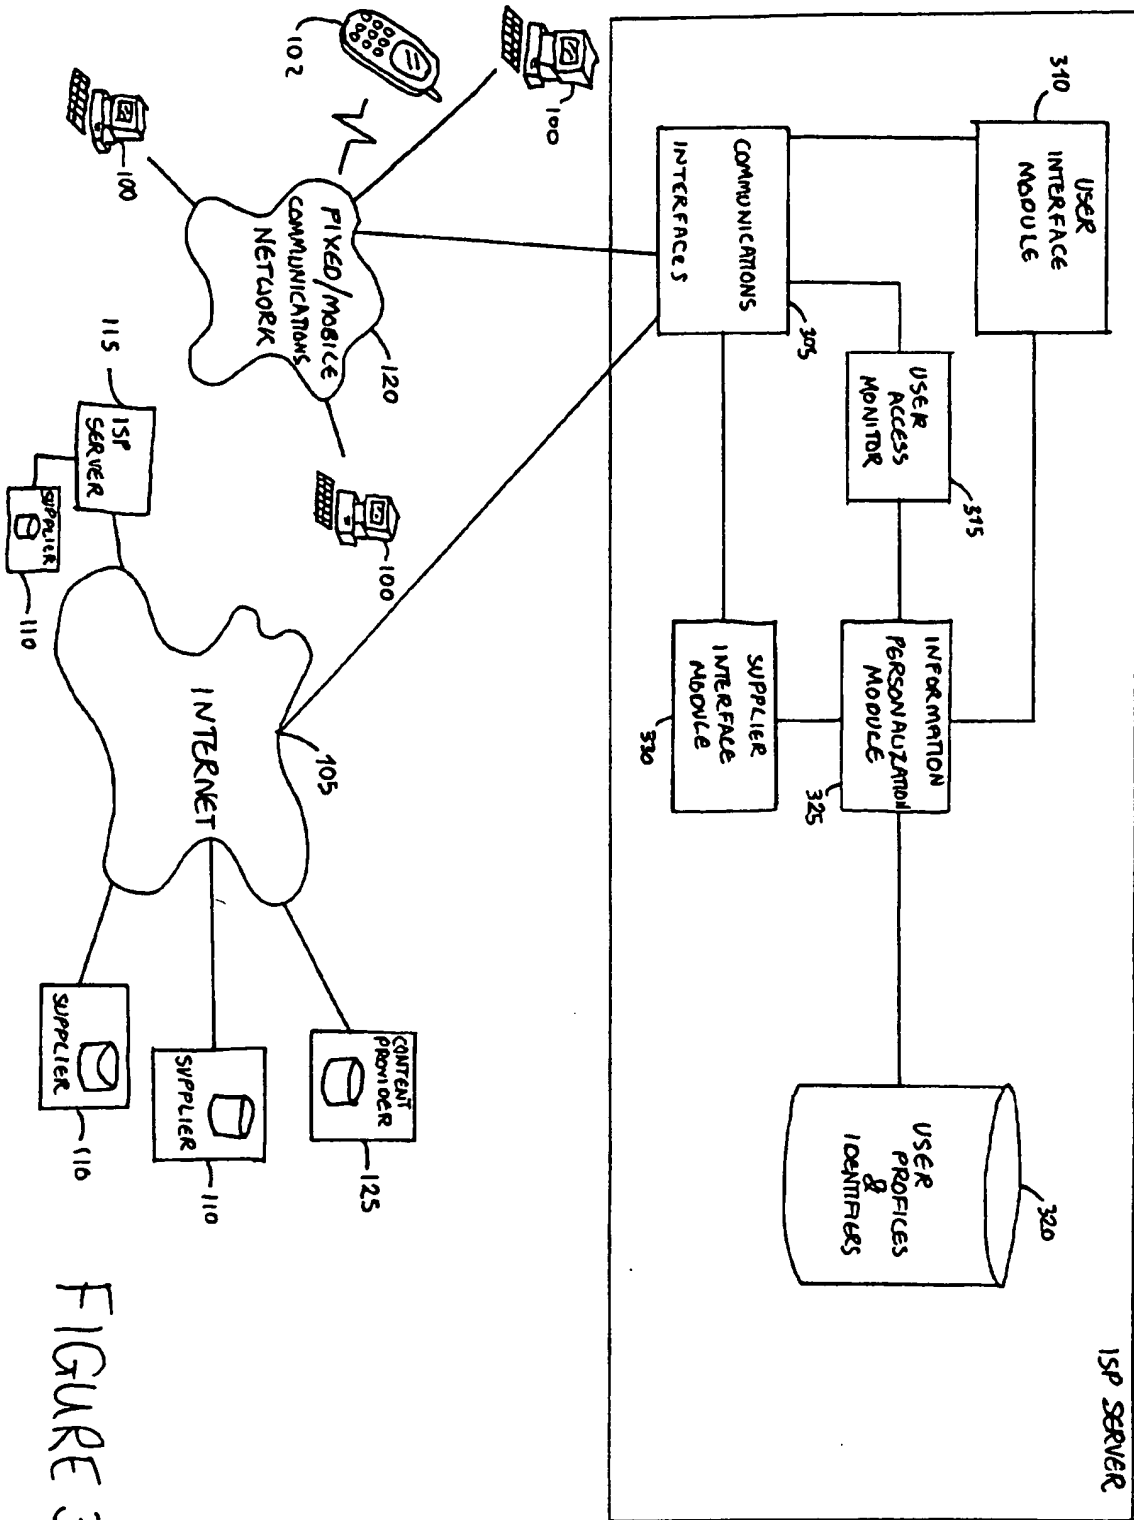 ISP SERVER
310
USER
INTERFACE
MODULE
320
USER
PROFILES
&
IDENTIFIERS
315
USER
ACCESS
MONITOR
INFORMATION
PERSONALIZATION
MODULE
325
COMMUNICATIONS
INTERFACES
305
SUPPLIER
INTERFACE
MODULE
330
100
102
100
FIXED/MOBILE
COMMUNICATIONS
NETWORK
120
100
105
INTERNET
115
ISP
SERVER
SUPPLIER
110
CONTENT
PROVIDER
125
SUPPLIER
110
SUPPLIER
110
FIGURE 3